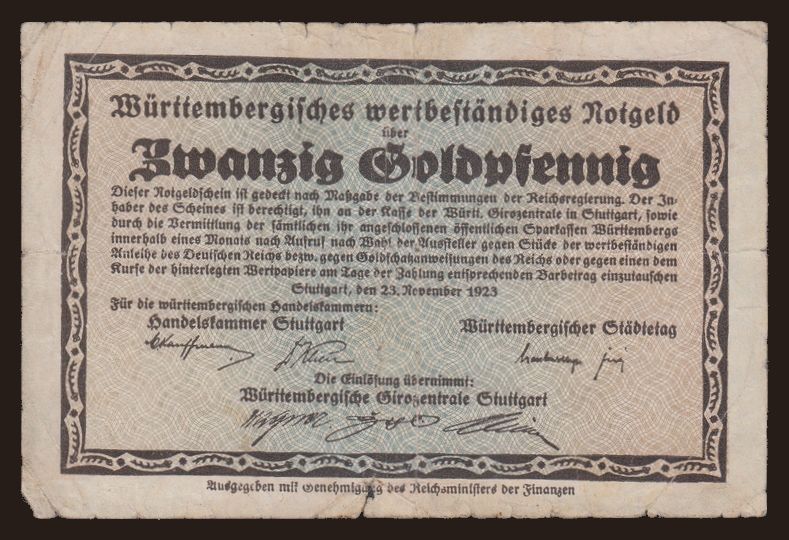 Württembergisches wertbeständiges Notgeld
über
Zwanzig Goldpfennig
Dieser Notgeldschein ist gedeckt nach Maßgabe der Bestimmungen der Reichsregierung. Der In-
haber des Scheines ist berechtigt, ihn an der Kasse der Württ. Girozentrale in Stuttgart, sowie
durch die Vermittlung der sämtlichen ihr angeschlossenen öffentlichen Sparkassen Württembergs
innerhalb eines Monats nach Aufruf nach Wahl der Aussteller gegen Stücke der wertbeständigen
Anleihe des Deutschen Reichs bezw. gegen Goldschatzanweisungen des Reichs oder gegen einen dem
Kurse der hinterlegten Wertpapiere am Tage der Zahlung entsprechenden Barbetrag einzutauschen
Stuttgart, den 23. November 1923
Für die württembergischen Handelskammern:
Handelskammer Stuttgart
Württembergischer Städtetag
Die Einlösung übernimmt:
Württembergische Girozentrale Stuttgart
Ausgegeben mit Genehmigung des Reichsministers der Finanzen